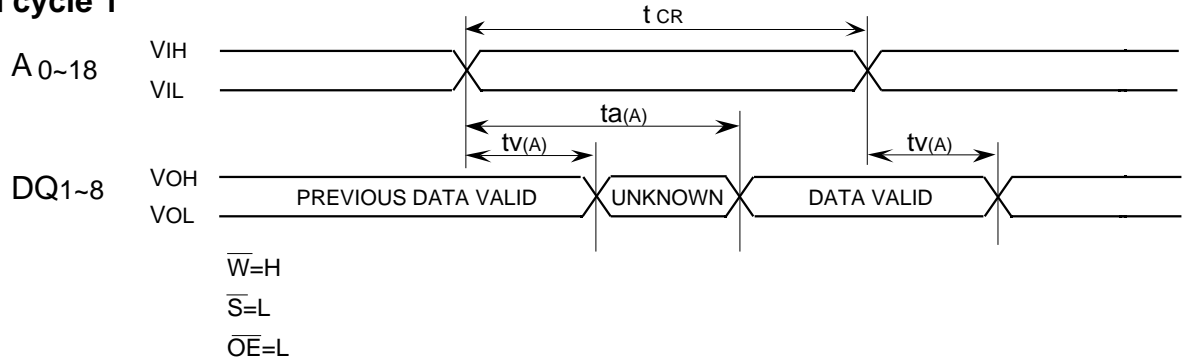 cycle 1
t CR
A 0~18
VIH
VIL
ta(A)
tv(A)
tv(A)
DQ1~8
VOH
VOL
PREVIOUS DATA VALID
UNKNOWN
DATA VALID
W=H
S=L
OE=L